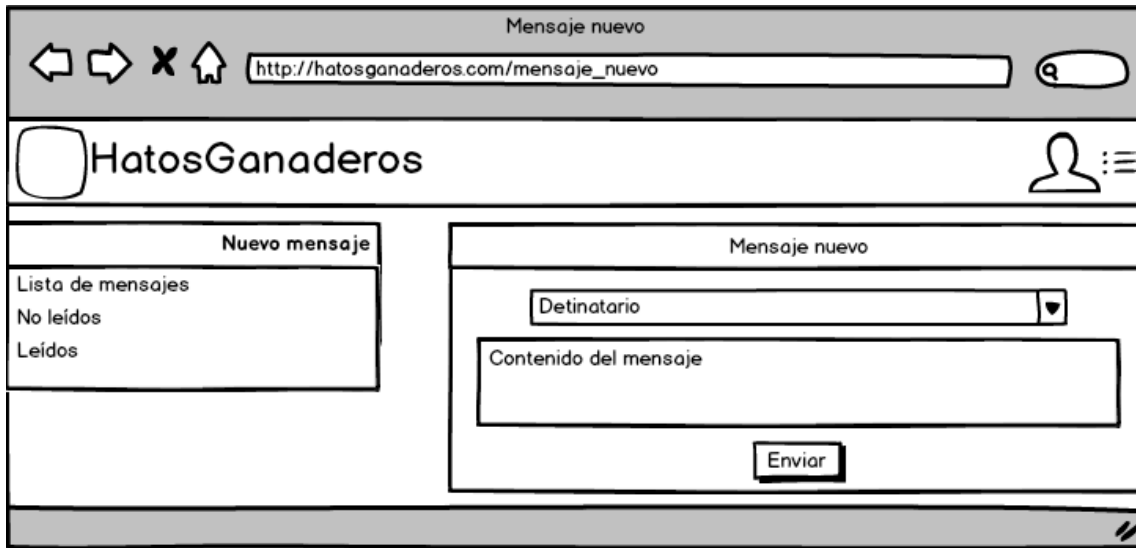 Mensaje nuevo
http://hatosganaderos.com/mensaje_nuevo
HatosGanaderos
Nuevo mensaje
Lista de mensajes
No leídos
Leídos
Mensaje nuevo
Detinatario
Contenido del mensaje
Enviar